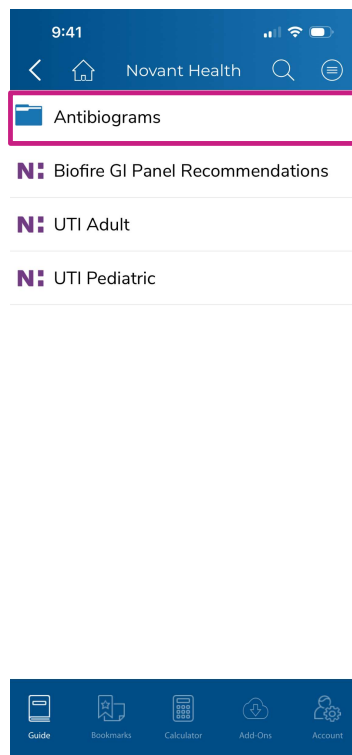 9:41
Novant Health
Antibiograms
N: Biofire GI Panel Recommendations
N: UTI Adult
N: UTI Pediatric
Guide Bookmarks Calculator Add-Ons Account